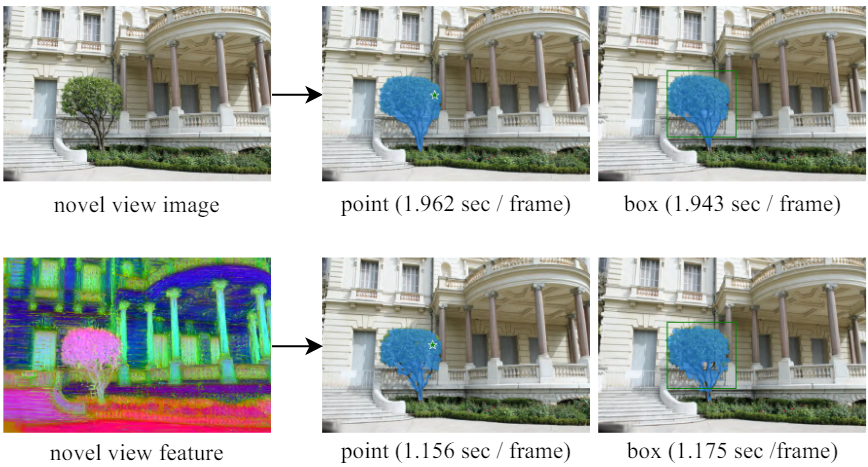 novel view image
point (1.962 sec / frame)
box (1.943 sec / frame)
novel view feature
point (1.156 sec / frame)
box (1.175 sec /frame)